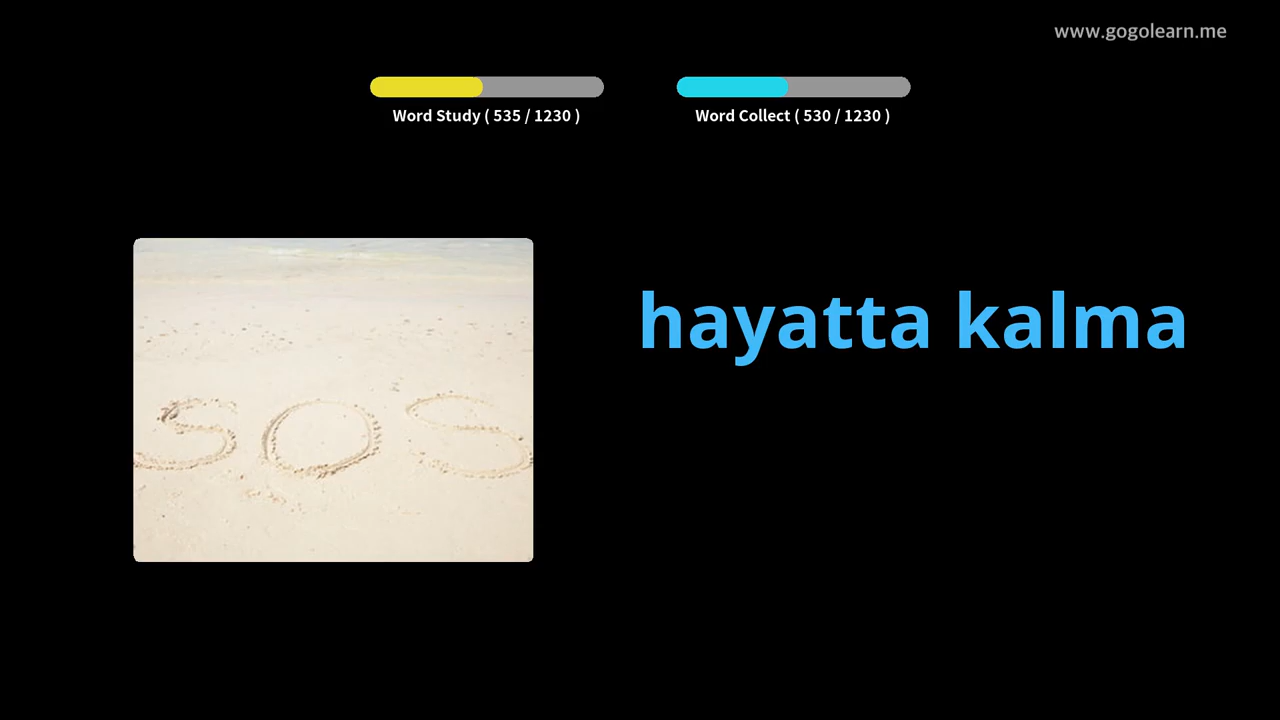 www.gogolearn.me
Word Study ( 535 / 1230 )
Word Collect ( 530 / 1230 )
hayatta kalma
SOS